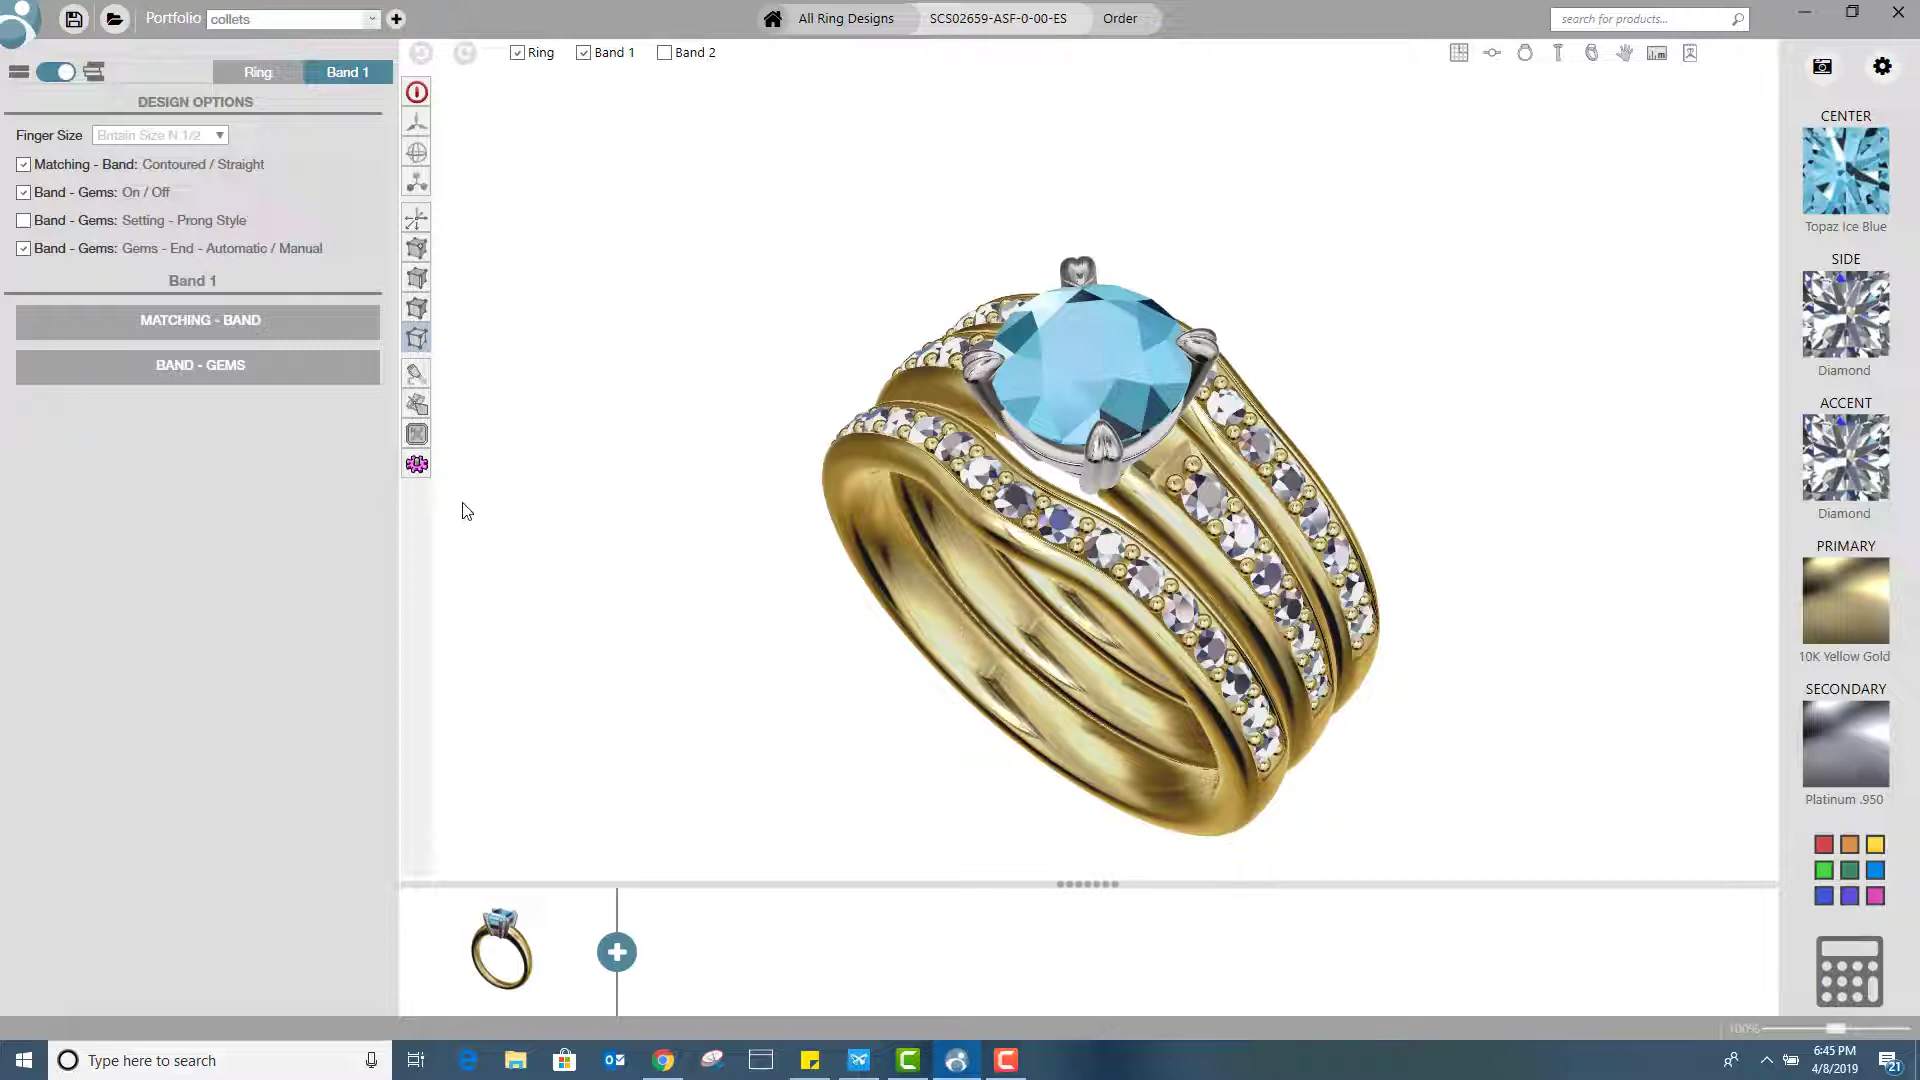 Portfolio collets
All Ring Designs SCS02659-ASF-0-00-ES Order
search for products...
Ring Band 1 Band 2
Ring Band 1
DESIGN OPTIONS
Finger Size Britain Size N 1/2
Matching - Band: Contoured / Straight
Band - Gems: On / Off
Band - Gems: Setting - Prong Style
Band - Gems: Gems - End - Automatic / Manual
Band 1
MATCHING - BAND
BAND - GEMS
CENTER
Topaz Ice Blue
SIDE
Diamond
ACCENT
Diamond
PRIMARY
10K Yellow Gold
SECONDARY
Platinum .950
100%
Type here to search
6:45 PM
4/8/2019
21